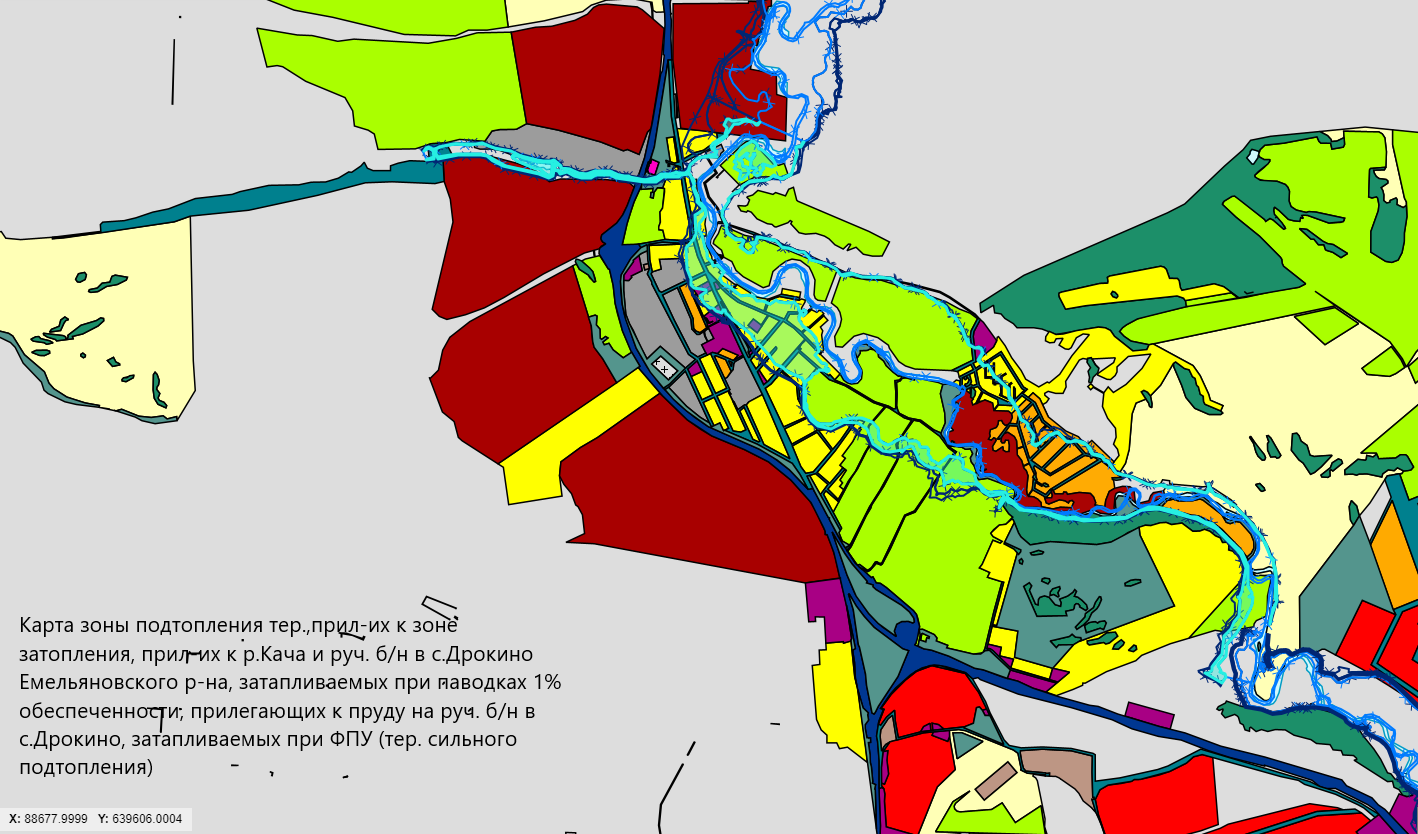 Карта зоны подтопления тер.,прил-их к зоне
затопления, прил-их к р.Кача и руч. б/н в с.Дрокино
Емельяновского р-на, затапливаемых при паводках 1%
обеспеченности; прилегающих к пруду на руч. б/н в
с.Дрокино, затапливаемых при ФПУ (тер. сильного
подтопления)
X: 88677.9999 Y: 639606.0004